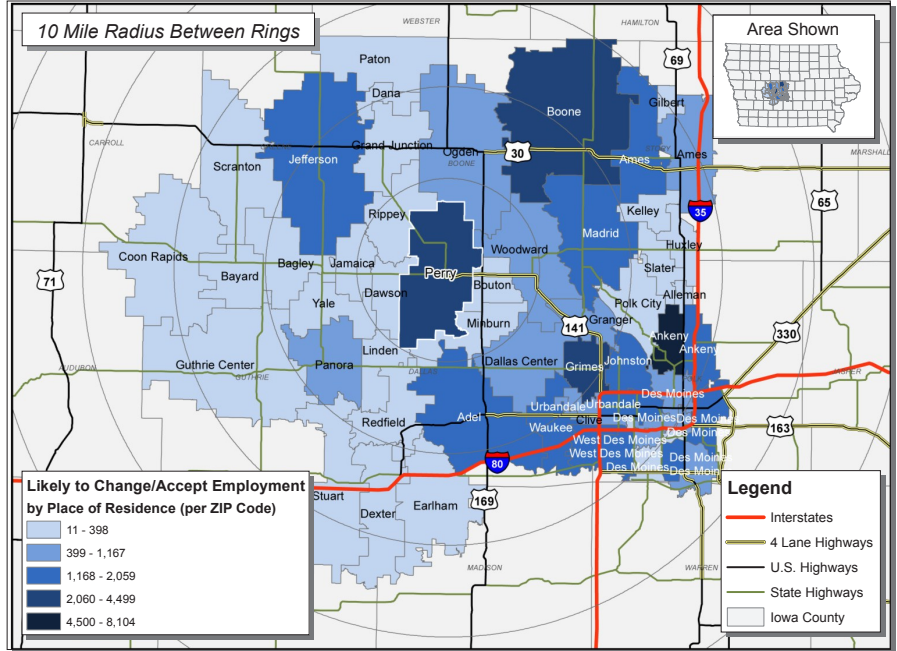 10 Mile Radius Between Rings
WEBSTER
HAMILTON
Area Shown
69
Paton
Dana
Boone
Gilbert
CARROLL
Grand Junction
Ogden
BOONE
30
STORY
Ames
Ames
MARSHALL
Jefferson
Scranton
65
Rippey
Kelley
35
Madrid
Huxley
Coon Rapids
Bagley
Jamaica
Perry
Woodward
Slater
71
Bayard
Dawson
Bouton
Alleman
Yale
Polk City
Minburn
141
Granger
Ankeny
330
Linden
Ankeny
AUDUBON
Guthrie Center
GUTHRIE
Panora
DALLAS
Dallas Center
Grimes
Johnston
JASPER
Des Moines
Urbandale
Urbandale
Adel
Clive
Des Moines
Des Moin
Redfield
Waukee
Des Moin
163
West Des Moines
West Des Moines
Des Moin
80
Des Moines
Des Moin
Stuart
169
Dexter
Earlham
MADISON
WARREN
Likely to Change/Accept Employment
by Place of Residence (per ZIP Code)
11 - 398
399 - 1,167
1,168 - 2,059
2,060 - 4,499
4,500 - 8,104
Legend
Interstates
4 Lane Highways
U.S. Highways
State Highways
Iowa County